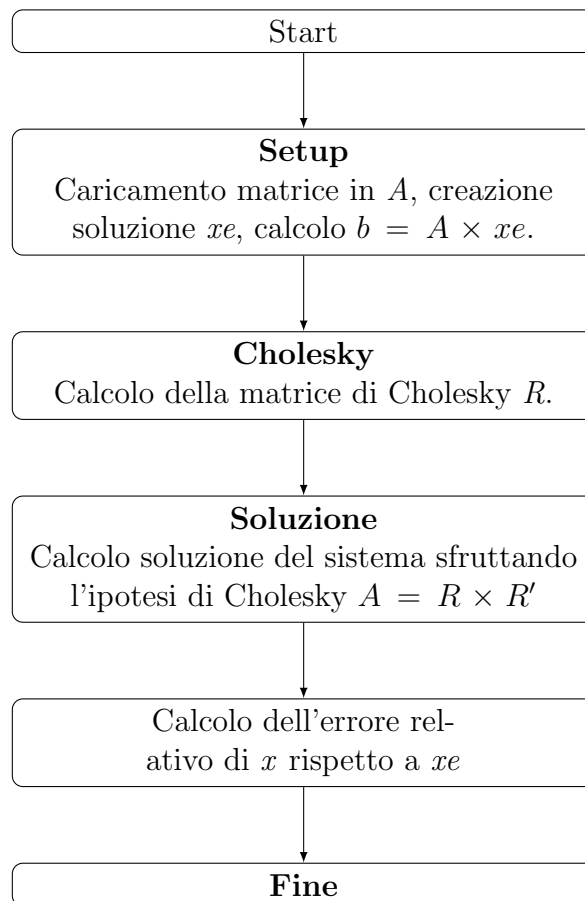 Start
Setup
Caricamento matrice in A, creazione
soluzione xe, calcolo b = A × xe.
Cholesky
Calcolo della matrice di Cholesky R.
Soluzione
Calcolo soluzione del sistema sfruttando
l'ipotesi di Cholesky A = R × R′
Calcolo dell'errore rel-
ativo di x rispetto a xe
Fine